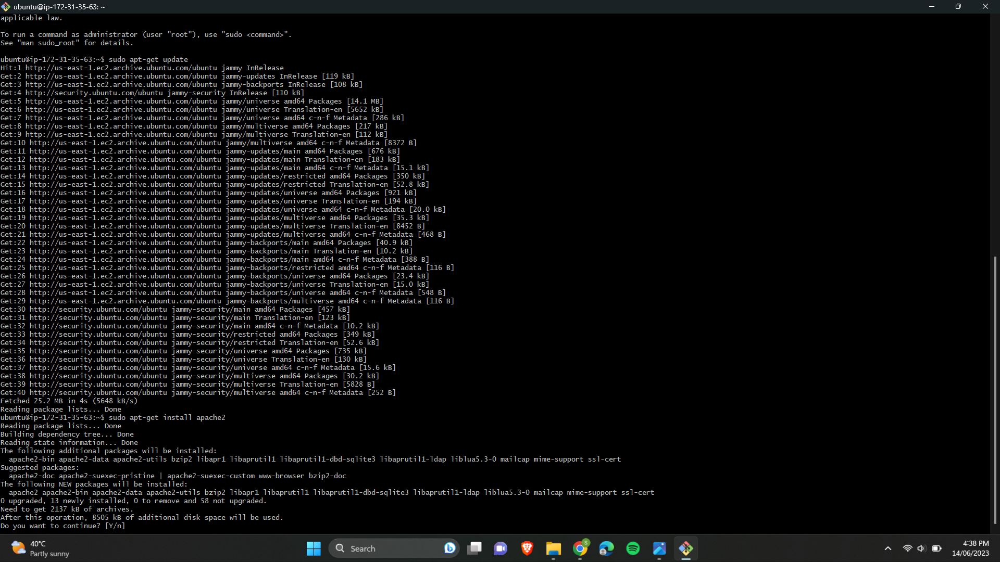 ubuntu@ip-172-31-35-63: ~
applicable law.
To run a command as administrator (user "root"), use "sudo <command>".
See "man sudo_root" for details.
ubuntu@ip-172-31-35-63:~$ sudo apt-get update
Hit:1 http://us-east-1.ec2.archive.ubuntu.com/ubuntu jammy InRelease
Get:2 http://us-east-1.ec2.archive.ubuntu.com/ubuntu jammy-updates InRelease [119 kB]
Get:3 http://us-east-1.ec2.archive.ubuntu.com/ubuntu jammy-backports InRelease [108 kB]
Get:4 http://security.ubuntu.com/ubuntu jammy-security InRelease [110 kB]
Get:5 http://us-east-1.ec2.archive.ubuntu.com/ubuntu jammy/universe amd64 Packages [14.1 MB]
Get:6 http://us-east-1.ec2.archive.ubuntu.com/ubuntu jammy/universe Translation-en [5652 kB]
Get:7 http://us-east-1.ec2.archive.ubuntu.com/ubuntu jammy/universe amd64 c-n-f Metadata [286 kB]
Get:8 http://us-east-1.ec2.archive.ubuntu.com/ubuntu jammy/multiverse amd64 Packages [217 kB]
Get:9 http://us-east-1.ec2.archive.ubuntu.com/ubuntu jammy/multiverse Translation-en [112 kB]
Get:10 http://us-east-1.ec2.archive.ubuntu.com/ubuntu jammy/multiverse amd64 c-n-f Metadata [8372 B]
Get:11 http://us-east-1.ec2.archive.ubuntu.com/ubuntu jammy-updates/main amd64 Packages [676 kB]
Get:12 http://us-east-1.ec2.archive.ubuntu.com/ubuntu jammy-updates/main Translation-en [183 kB]
Get:13 http://us-east-1.ec2.archive.ubuntu.com/ubuntu jammy-updates/main amd64 c-n-f Metadata [15.1 kB]
Get:14 http://us-east-1.ec2.archive.ubuntu.com/ubuntu jammy-updates/restricted amd64 Packages [350 kB]
Get:15 http://us-east-1.ec2.archive.ubuntu.com/ubuntu jammy-updates/restricted Translation-en [52.8 kB]
Get:16 http://us-east-1.ec2.archive.ubuntu.com/ubuntu jammy-updates/universe amd64 Packages [921 kB]
Get:17 http://us-east-1.ec2.archive.ubuntu.com/ubuntu jammy-updates/universe Translation-en [194 kB]
Get:18 http://us-east-1.ec2.archive.ubuntu.com/ubuntu jammy-updates/universe amd64 c-n-f Metadata [20.0 kB]
Get:19 http://us-east-1.ec2.archive.ubuntu.com/ubuntu jammy-updates/multiverse amd64 Packages [35.3 kB]
Get:20 http://us-east-1.ec2.archive.ubuntu.com/ubuntu jammy-updates/multiverse Translation-en [8452 B]
Get:21 http://us-east-1.ec2.archive.ubuntu.com/ubuntu jammy-updates/multiverse amd64 c-n-f Metadata [468 B]
Get:22 http://us-east-1.ec2.archive.ubuntu.com/ubuntu jammy-backports/main amd64 Packages [40.9 kB]
Get:23 http://us-east-1.ec2.archive.ubuntu.com/ubuntu jammy-backports/main Translation-en [10.2 kB]
Get:24 http://us-east-1.ec2.archive.ubuntu.com/ubuntu jammy-backports/main amd64 c-n-f Metadata [388 B]
Get:25 http://us-east-1.ec2.archive.ubuntu.com/ubuntu jammy-backports/restricted amd64 c-n-f Metadata [116 B]
Get:26 http://us-east-1.ec2.archive.ubuntu.com/ubuntu jammy-backports/universe amd64 Packages [23.4 kB]
Get:27 http://us-east-1.ec2.archive.ubuntu.com/ubuntu jammy-backports/universe Translation-en [15.0 kB]
Get:28 http://us-east-1.ec2.archive.ubuntu.com/ubuntu jammy-backports/universe amd64 c-n-f Metadata [548 B]
Get:29 http://us-east-1.ec2.archive.ubuntu.com/ubuntu jammy-backports/multiverse amd64 c-n-f Metadata [116 B]
Get:30 http://security.ubuntu.com/ubuntu jammy-security/main amd64 Packages [457 kB]
Get:31 http://security.ubuntu.com/ubuntu jammy-security/main Translation-en [123 kB]
Get:32 http://security.ubuntu.com/ubuntu jammy-security/main amd64 c-n-f Metadata [10.2 kB]
Get:33 http://security.ubuntu.com/ubuntu jammy-security/restricted amd64 Packages [349 kB]
Get:34 http://security.ubuntu.com/ubuntu jammy-security/restricted Translation-en [52.6 kB]
Get:35 http://security.ubuntu.com/ubuntu jammy-security/universe amd64 Packages [735 kB]
Get:36 http://security.ubuntu.com/ubuntu jammy-security/universe Translation-en [130 kB]
Get:37 http://security.ubuntu.com/ubuntu jammy-security/universe amd64 c-n-f Metadata [15.6 kB]
Get:38 http://security.ubuntu.com/ubuntu jammy-security/multiverse amd64 Packages [30.2 kB]
Get:39 http://security.ubuntu.com/ubuntu jammy-security/multiverse Translation-en [5828 B]
Get:40 http://security.ubuntu.com/ubuntu jammy-security/multiverse amd64 c-n-f Metadata [252 B]
Fetched 25.2 MB in 4s (5648 kB/s)
Reading package lists... Done
ubuntu@ip-172-31-35-63:~$ sudo apt-get install apache2
Reading package lists... Done
Building dependency tree... Done
Reading state information... Done
The following additional packages will be installed:
  apache2-bin apache2-data apache2-utils bzip2 libapr1 libaprutil1 libaprutil1-dbd-sqlite3 libaprutil1-ldap liblua5.3-0 mailcap mime-support ssl-cert
Suggested packages:
  apache2-doc apache2-suexec-pristine | apache2-suexec-custom www-browser bzip2-doc
The following NEW packages will be installed:
  apache2 apache2-bin apache2-data apache2-utils bzip2 libapr1 libaprutil1 libaprutil1-dbd-sqlite3 libaprutil1-ldap liblua5.3-0 mailcap mime-support ssl-cert
0 upgraded, 13 newly installed, 0 to remove and 58 not upgraded.
Need to get 2137 kB of archives.
After this operation, 8505 kB of additional disk space will be used.
Do you want to continue? [Y/n]
40°C
Partly sunny
Search
S
4:38 PM
14/06/2023